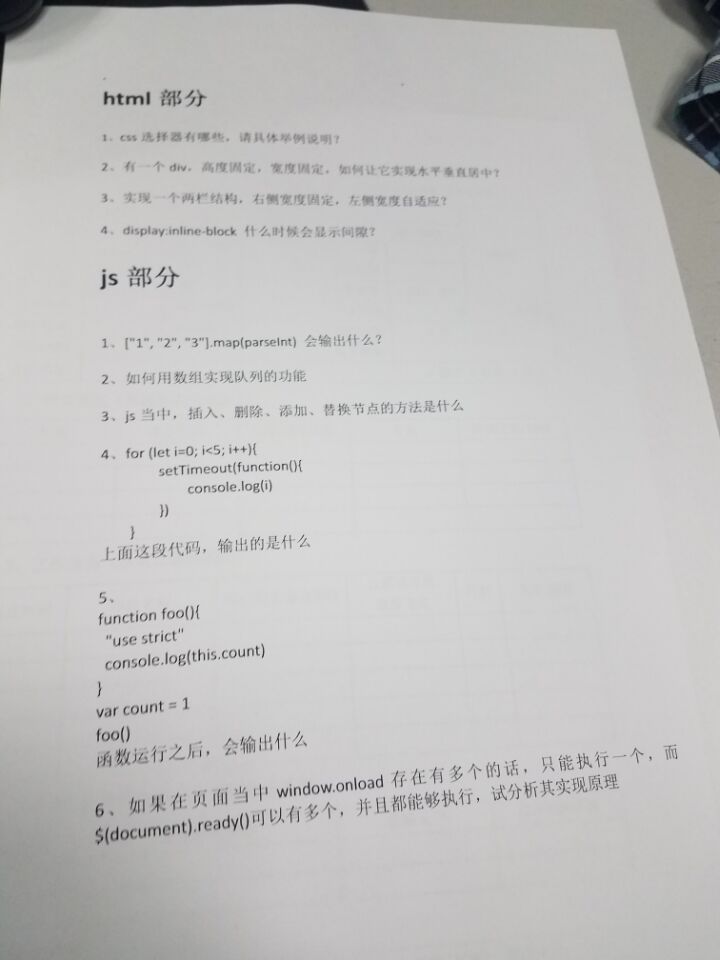 html 部分
1、css 选择器有哪些，请具体举例说明？
2、有一个 div，高度固定，宽度固定，如何让它实现水平垂直居中？
3、实现一个两栏结构，右侧宽度固定，左侧宽度自适应？
4、display:inline-block 什么时候会显示间隙？
js 部分
1、["1", "2", "3"].map(parseInt) 会输出什么？
2、如何用数组实现队列的功能
3、js 当中，插入、删除、添加、替换节点的方法是什么
4、for (let i=0; i<5; i++){
setTimeout(function(){
console.log(i)
})
}
上面这段代码，输出的是什么
5、
function foo(){
"use strict"
console.log(this.count)
}
var count = 1
foo()
函数运行之后，会输出什么
6、如果在页面当中 window.onload 存在有多个的话，只能执行一个，而
$(document).ready()可以有多个，并且都能够执行，试分析其实现原理